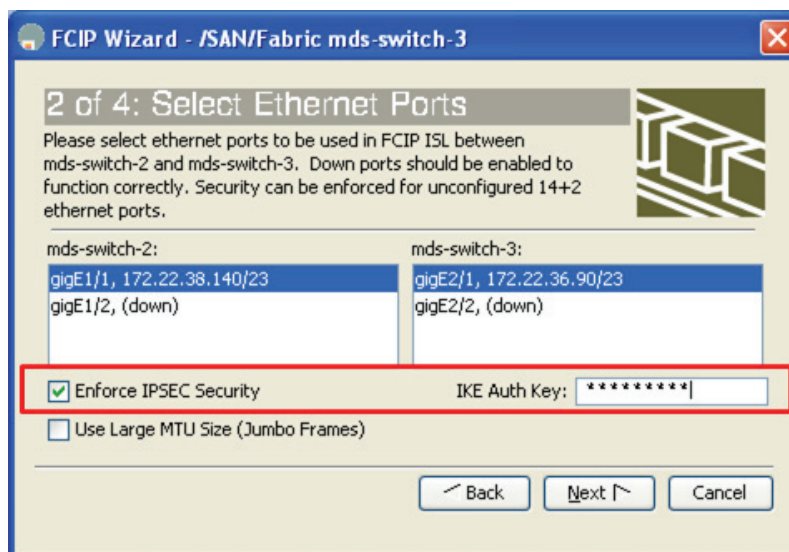 FCIP Wizard - /SAN/Fabric mds-switch-3
2 of 4: Select Ethernet Ports
Please select ethernet ports to be used in FCIP ISL between
mds-switch-2 and mds-switch-3. Down ports should be enabled to
function correctly. Security can be enforced for unconfigured 14+2
ethernet ports.
mds-switch-2:
gigE1/1, 172.22.38.140/23
gigE1/2, (down)
mds-switch-3:
gigE2/1, 172.22.36.90/23
gigE2/2, (down)
Enforce IPSEC Security
IKE Auth Key: *********
Use Large MTU Size (Jumbo Frames)
Back
Next
Cancel